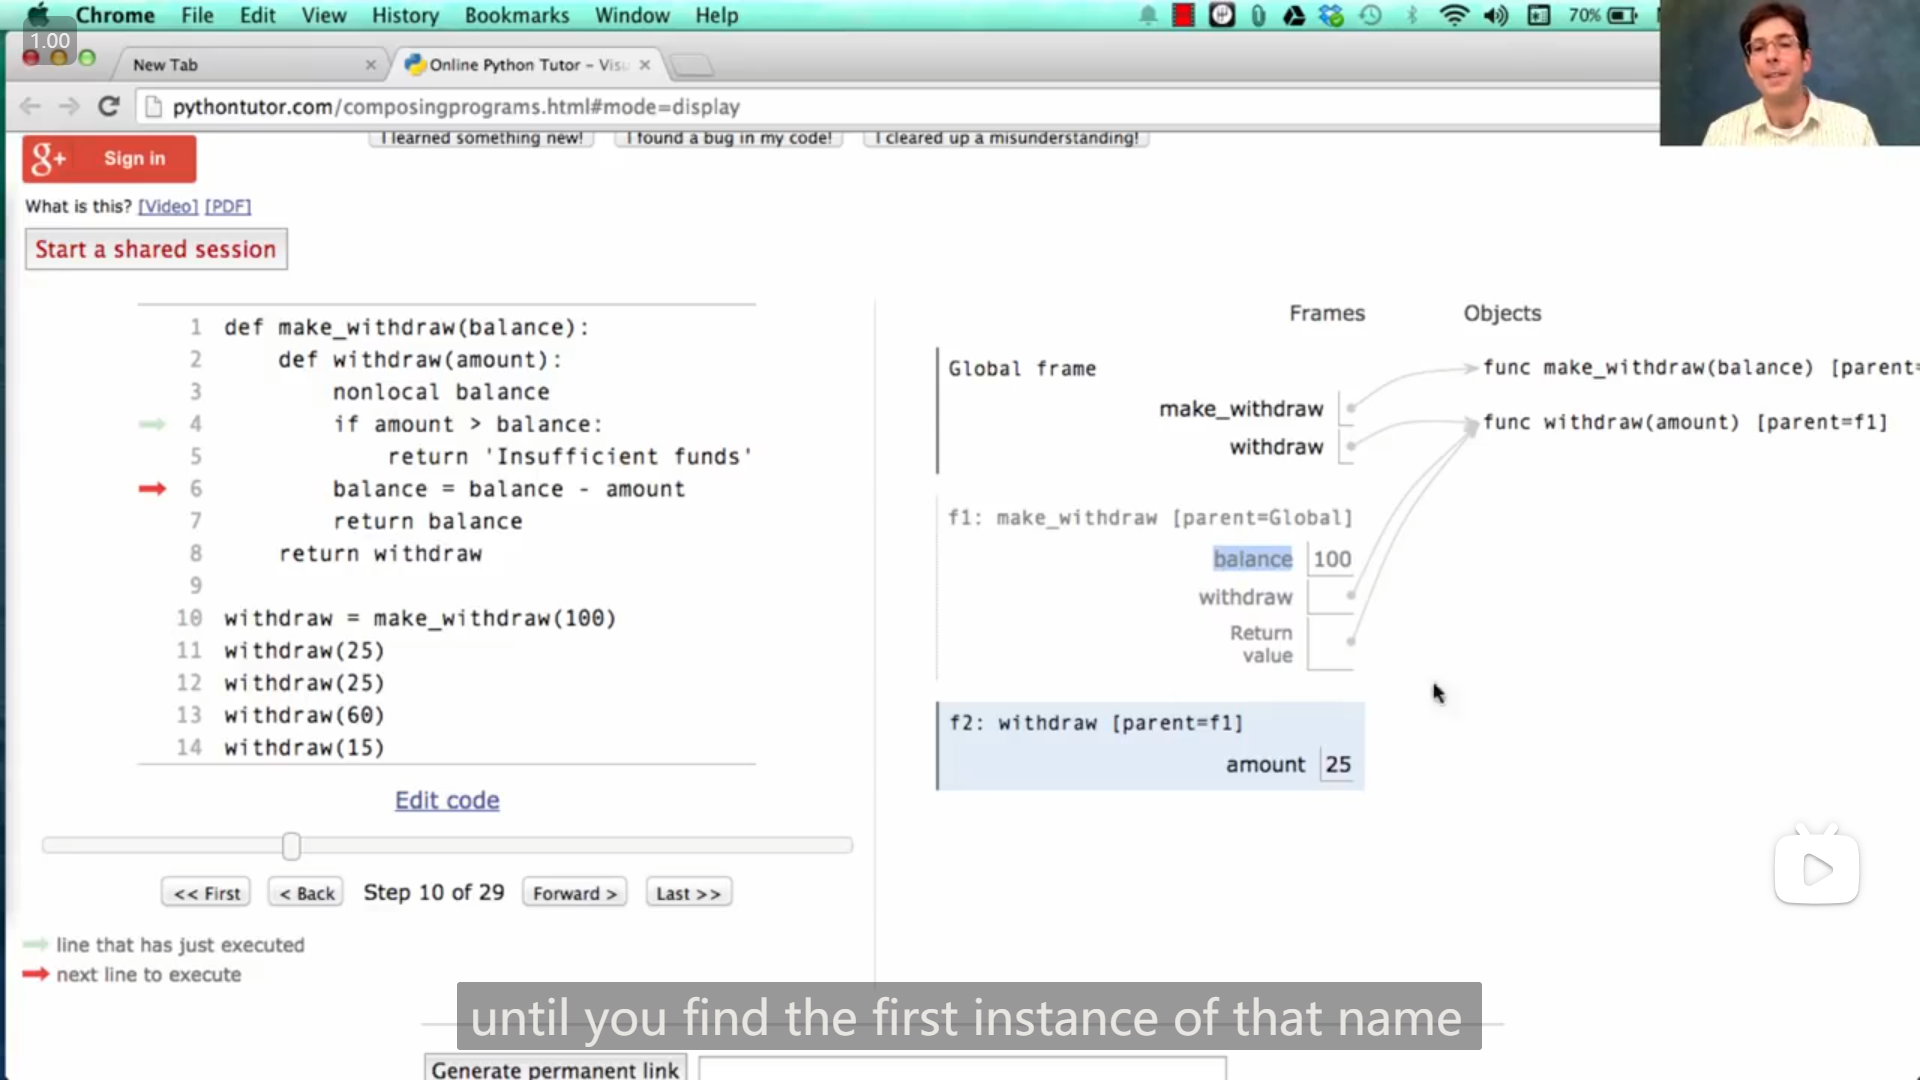 Chrome File Edit View History Bookmarks Window Help 70%
1.00
New Tab
Online Python Tutor – Visu
pythontutor.com/composingprograms.html#mode=display
I learned something new! I found a bug in my code! I cleared up a misunderstanding!
g+ Sign in
What is this? [Video] [PDF]
Start a shared session
1 def make_withdraw(balance):
2 def withdraw(amount):
3 nonlocal balance
4 if amount > balance:
5 return 'Insufficient funds'
6 balance = balance - amount
7 return balance
8 return withdraw
9
10 withdraw = make_withdraw(100)
11 withdraw(25)
12 withdraw(25)
13 withdraw(60)
14 withdraw(15)
Edit code
<< First < Back Step 10 of 29 Forward > Last >>
line that has just executed
next line to execute
Frames Objects
Global frame
make_withdraw
withdraw
func make_withdraw(balance) [parent=
func withdraw(amount) [parent=f1]
f1: make_withdraw [parent=Global]
balance 100
withdraw
Return
value
f2: withdraw [parent=f1]
amount 25
until you find the first instance of that name
Generate permanent link